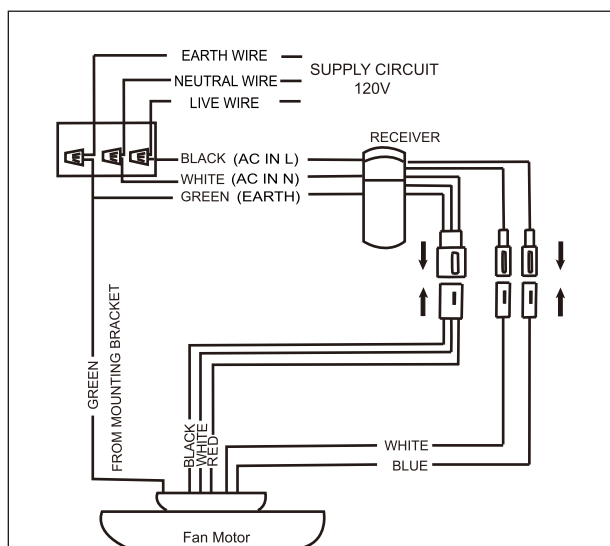 EARTH WIRE
NEUTRAL WIRE
LIVE WIRE
SUPPLY CIRCUIT
120V
RECEIVER
BLACK (AC IN L)
WHITE (AC IN N)
GREEN (EARTH)
GREEN
FROM MOUNTING BRACKET
BLACK
WHITE
RED
WHITE
BLUE
Fan Motor